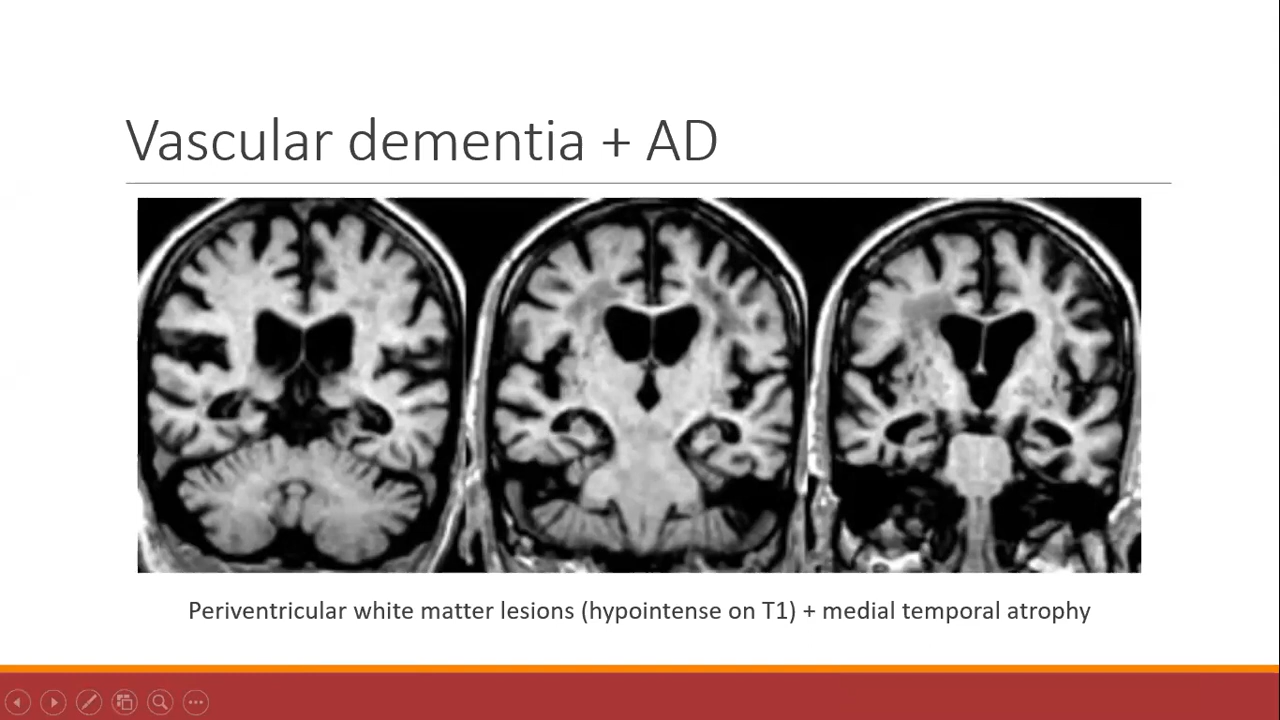 Vascular dementia + AD
Periventricular white matter lesions (hypointense on T1) + medial temporal atrophy